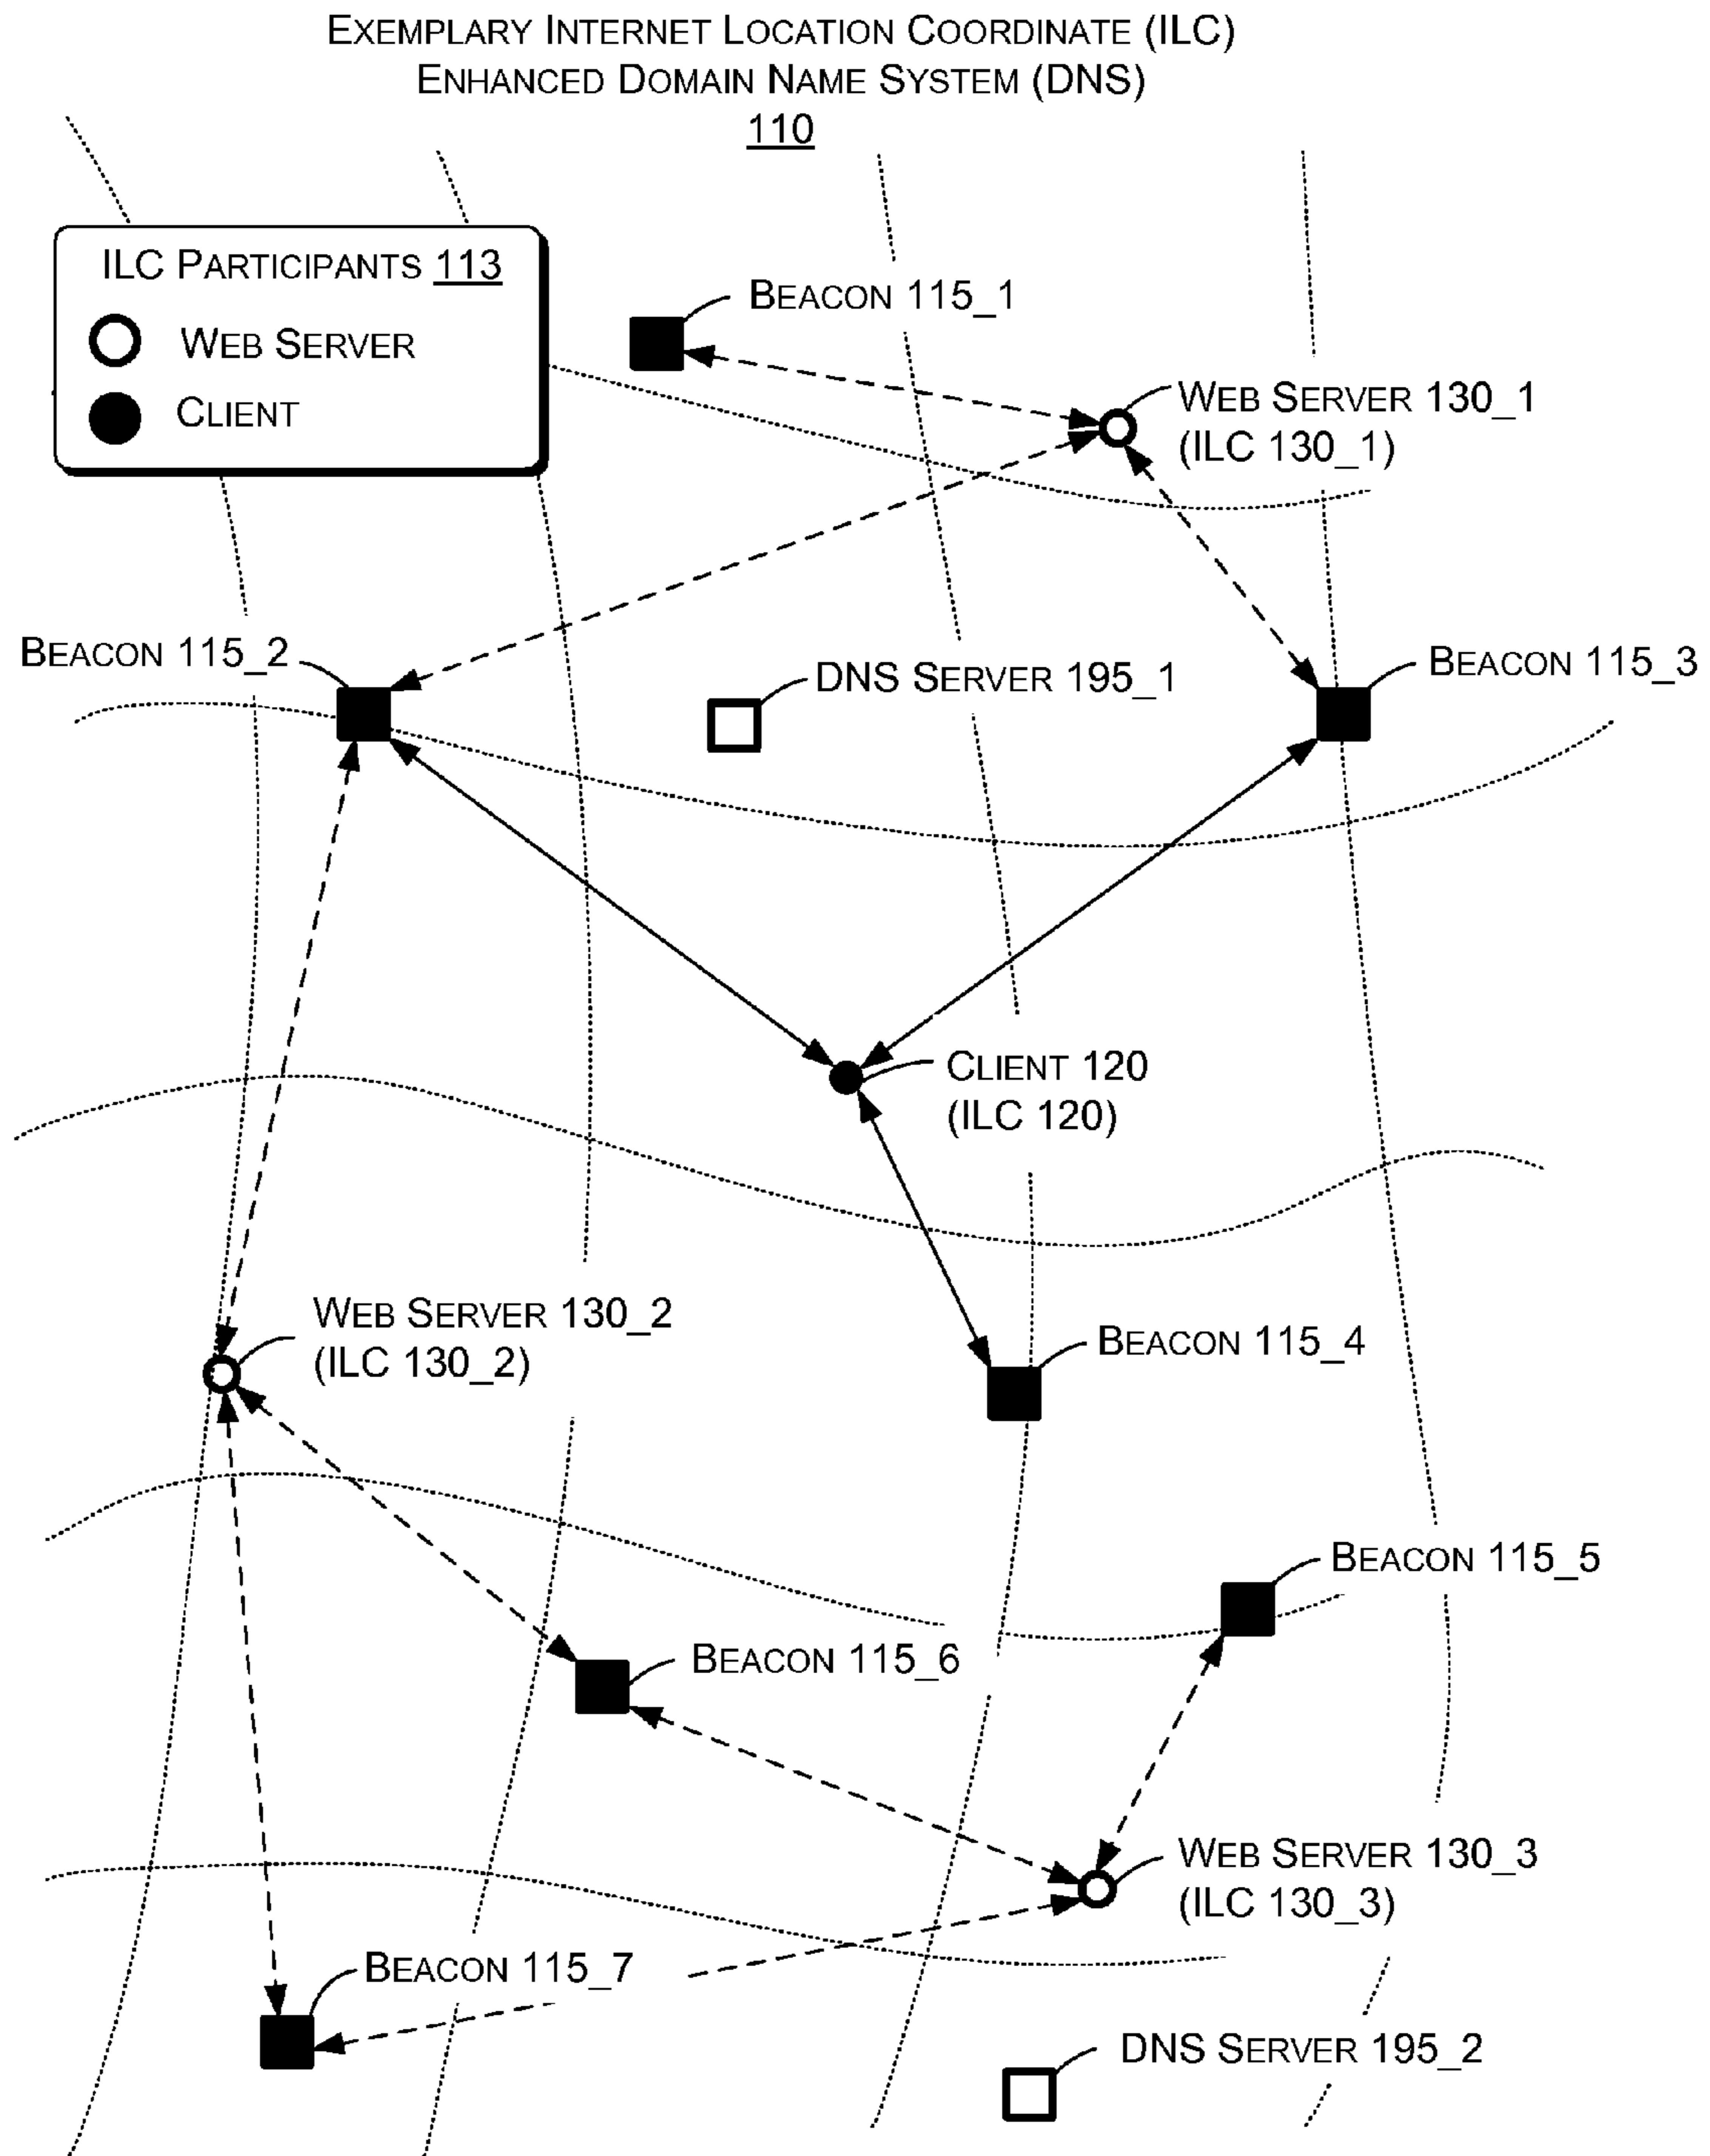 EXEMPLARY INTERNET LOCATION COORDINATE (ILC)
ENHANCED DOMAIN NAME SYSTEM (DNS)
110
ILC PARTICIPANTS 113
WEB SERVER
CLIENT
BEACON 115_1
WEB SERVER 130_1
(ILC 130_1)
BEACON 115_2
DNS SERVER 195_1
BEACON 115_3
CLIENT 120
(ILC 120)
WEB SERVER 130_2
(ILC 130_2)
BEACON 115_4
BEACON 115_5
BEACON 115_6
WEB SERVER 130_3
(ILC 130_3)
BEACON 115_7
DNS SERVER 195_2